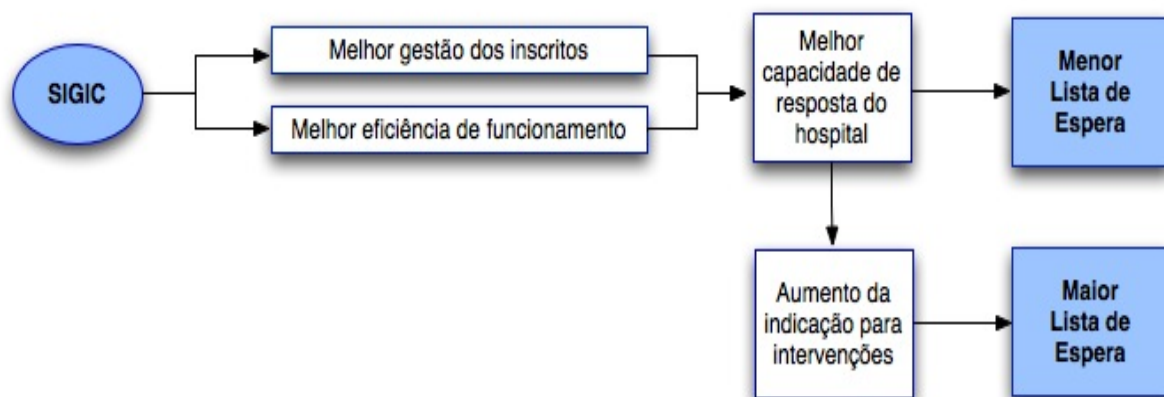 SIGIC
Melhor gestão dos inscritos
Melhor eficiência de funcionamento
Melhor
capacidade de
resposta do
hospital
Menor
Lista de
Espera
Aumento da
indicação para
intervenções
Maior
Lista de
Espera